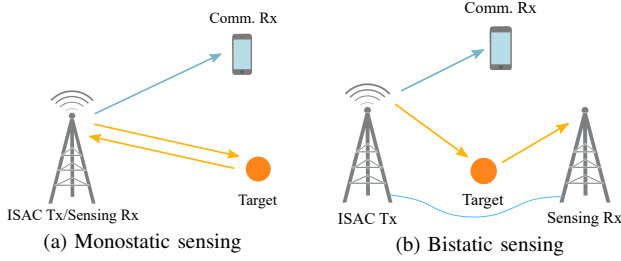 Comm. Rx
ISAC Tx/Sensing Rx
Target
(a) Monostatic sensing
Comm. Rx
ISAC Tx
Target
Sensing Rx
(b) Bistatic sensing